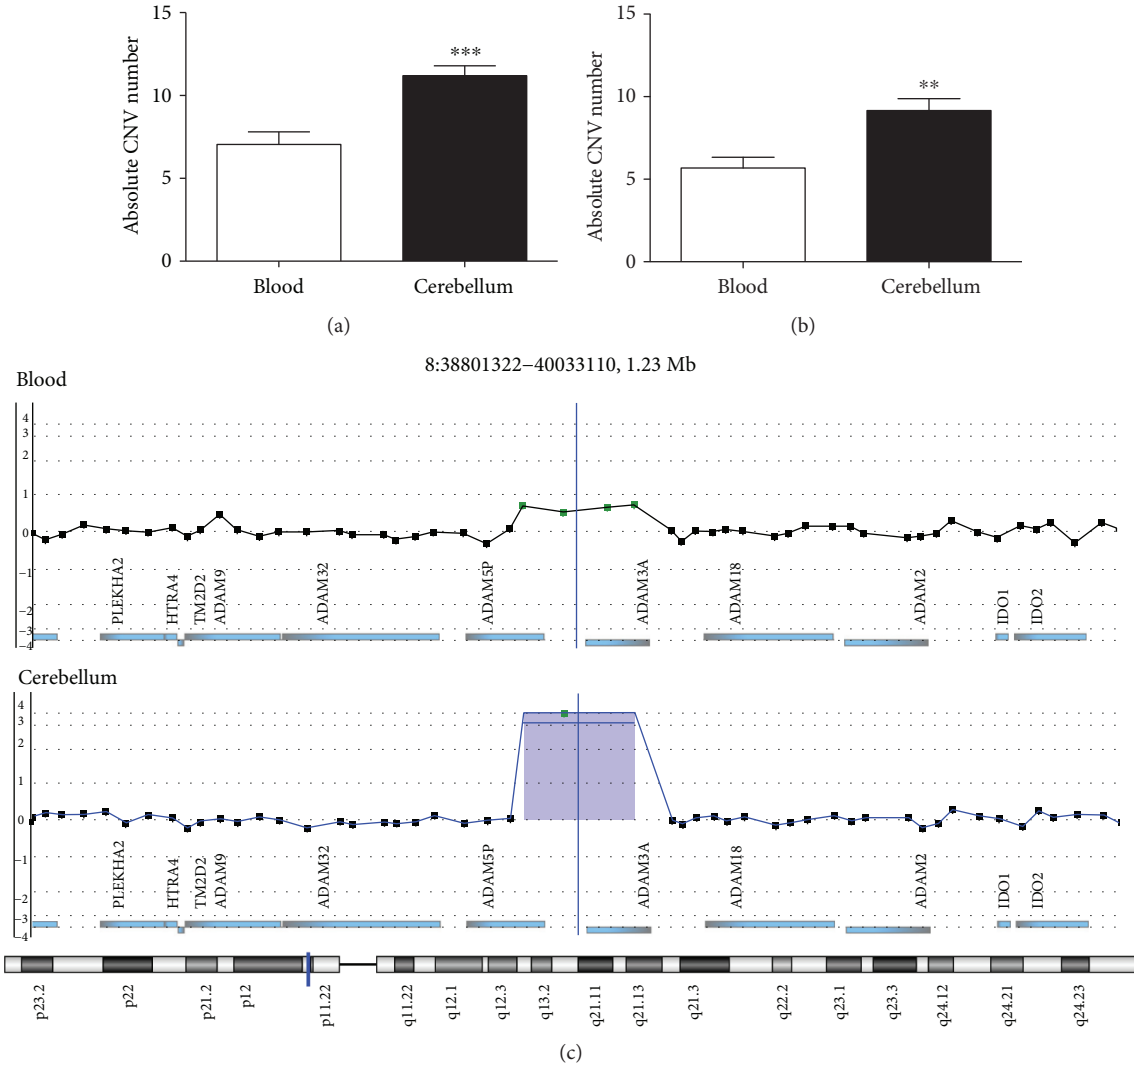 15
10
5
0
Absolute CNV number
***
Blood Cerebellum
(a)
15
10
5
0
Absolute CNV number
**
Blood Cerebellum
(b)
8:38801322−40033110, 1.23 Mb
Blood
4
3
2
1
0
−1
−2
−3
−4
PLEKHA2
HTRA4
TM2D2
ADAM9
ADAM32
ADAM5P
ADAM3A
ADAM18
ADAM2
IDO1
IDO2
Cerebellum
4
3
2
1
0
−1
−2
−3
−4
PLEKHA2
HTRA4
TM2D2
ADAM9
ADAM32
ADAM5P
ADAM3A
ADAM18
ADAM2
IDO1
IDO2
p23.2
p22
p21.2
p12
p11.22
q11.22
q12.1
q12.3
q13.2
q21.11
q21.13
q21.3
q22.2
q23.1
q23.3
q24.12
q24.21
q24.23
(c)